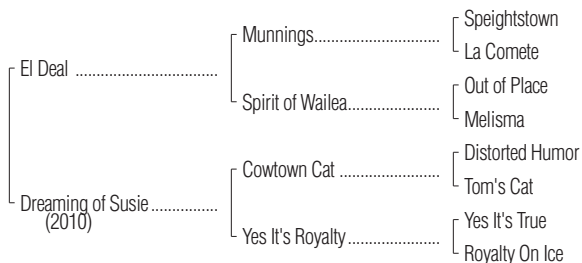 Speightstown
Munnings..............................
La Comete
El Deal ..................................
Out of Place
Spirit of Wailea......................
Melisma
Distorted Humor
Cowtown Cat ........................
Tom's Cat
Dreaming of Susie ................
(2010)
Yes It's True
Yes It's Royalty......................
Royalty On Ice